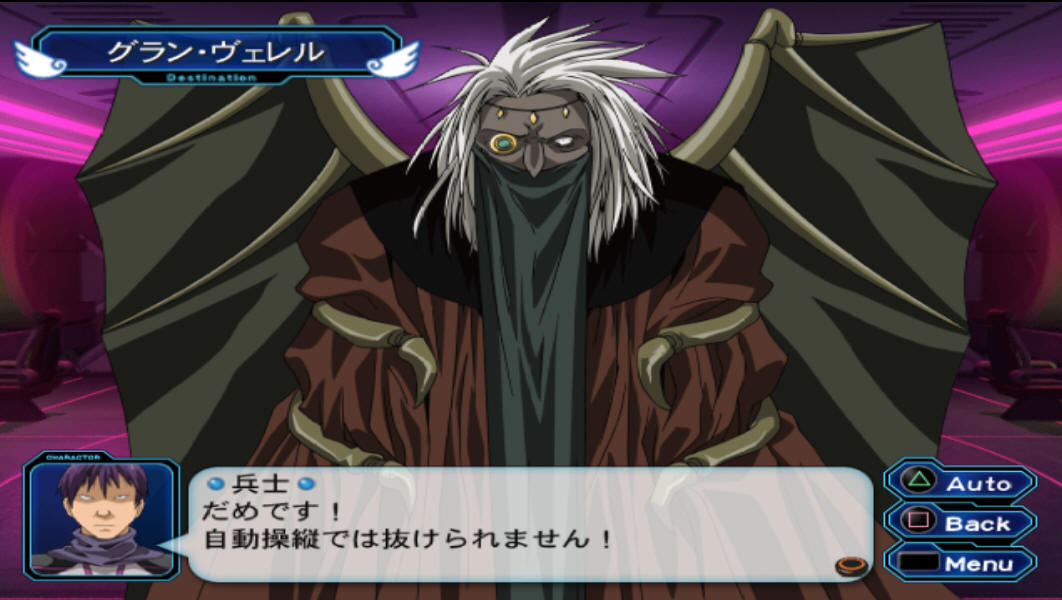 グラン・ヴェレル
Destination
CHARACTOR
兵士
だめです！
自動操縦では抜けられません！
Auto
Back
Menu